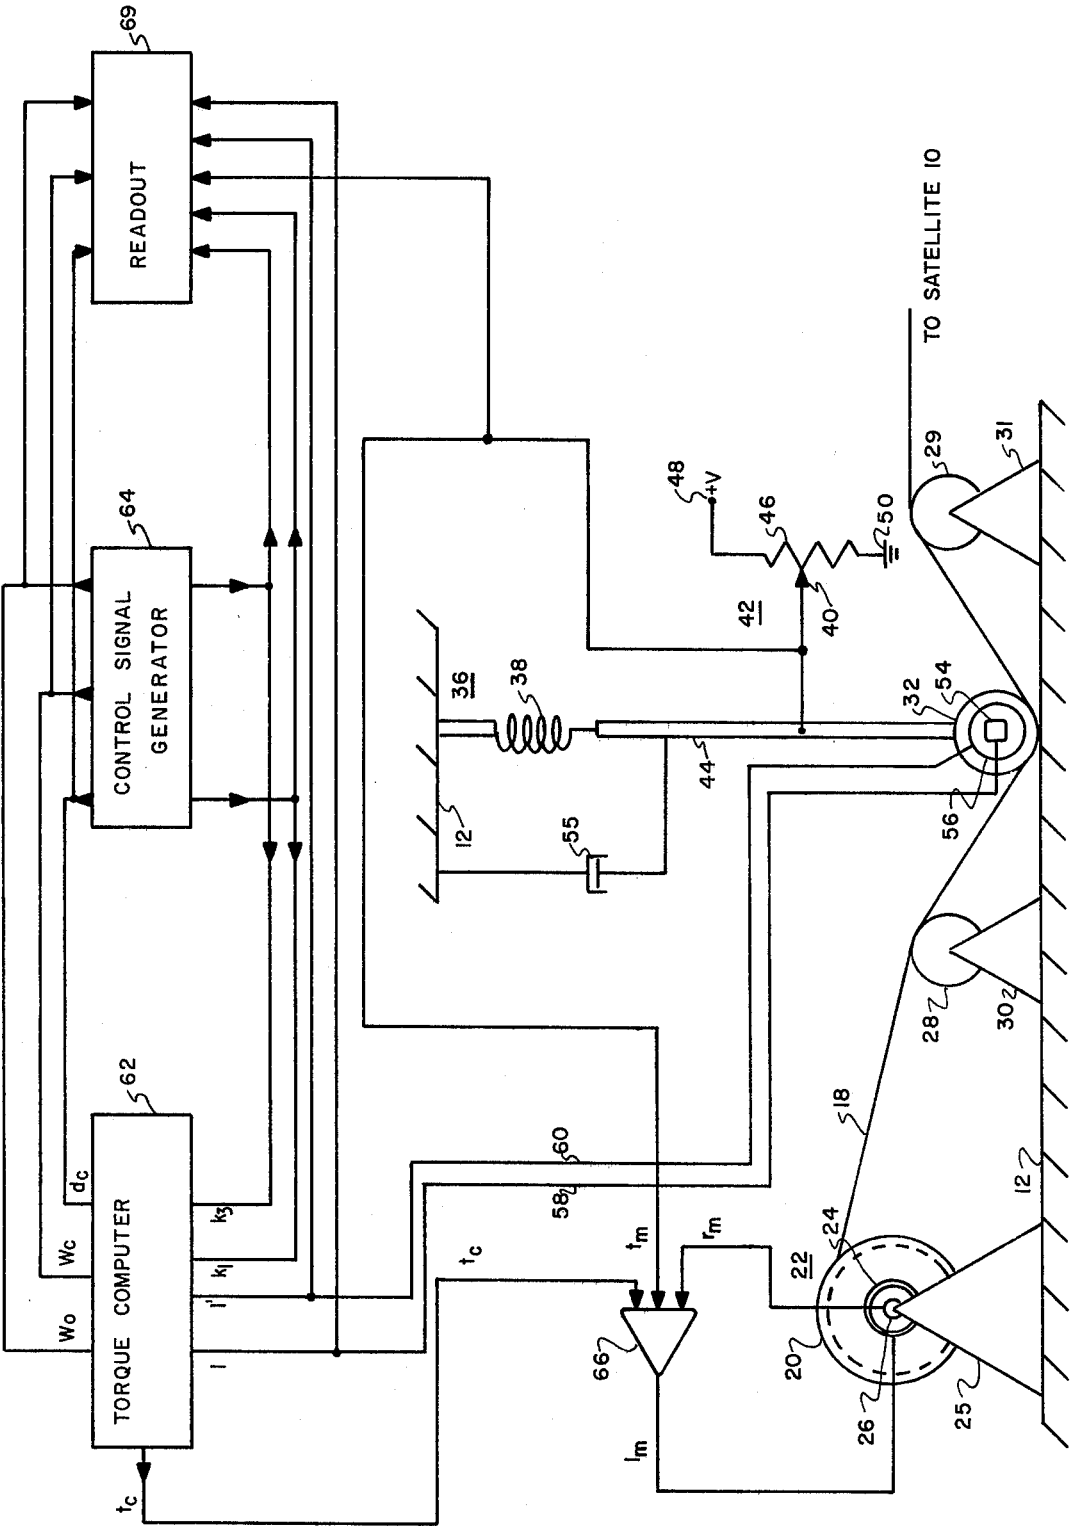 69
READOUT
64
CONTROL SIGNAL
GENERATOR
62
TORQUE COMPUTER
Wo
Wc
dc
l
l'
k1
k3
tc
tc
tm
rm
Im
66
58
60
12
36
38
44
55
42
40
46
48
+V
50
TO SATELLITE 10
18
20
22
24
26
25
28
30
32
54
56
29
31
12